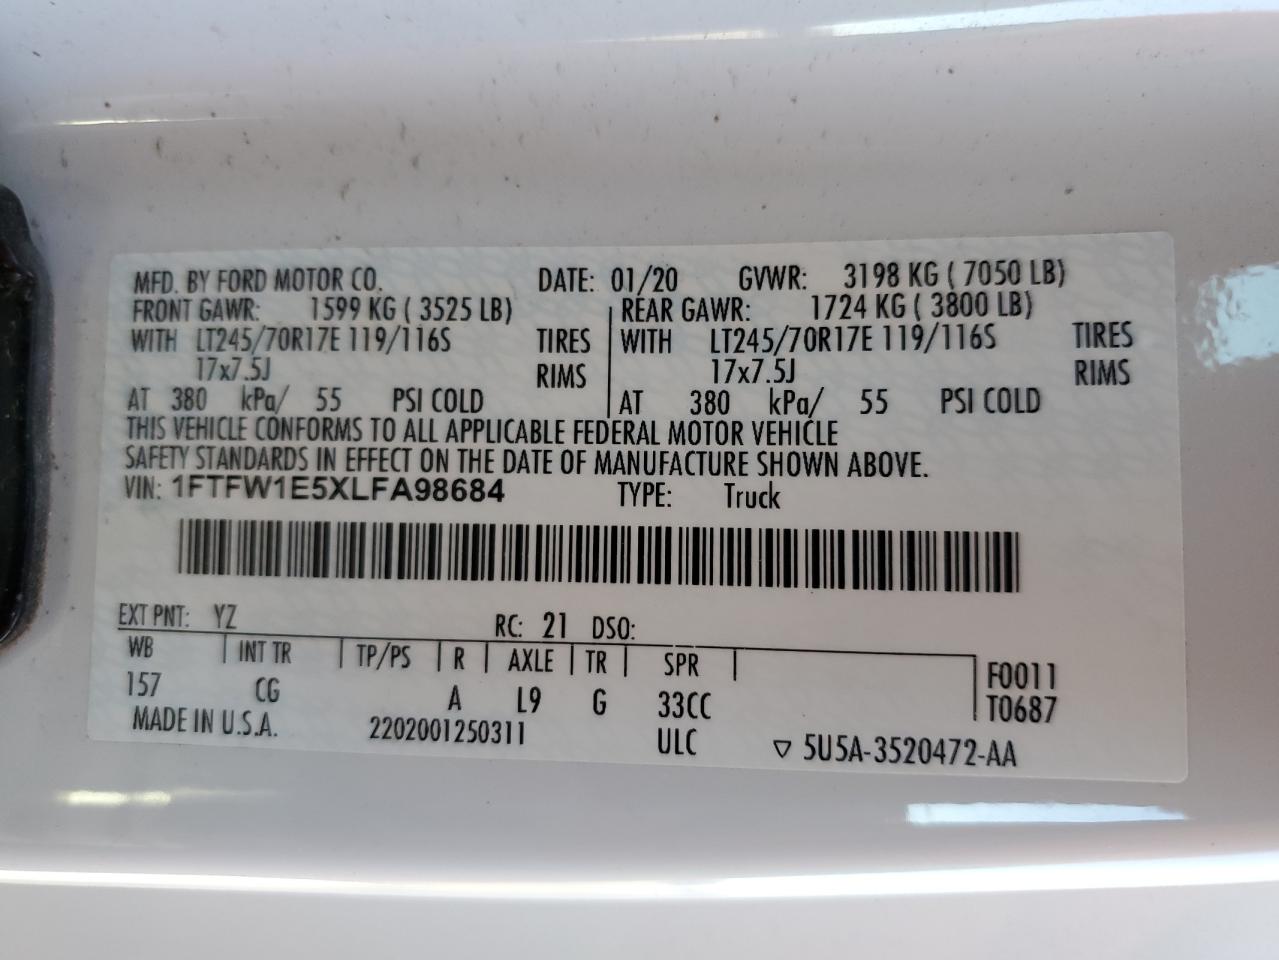 MFD. BY FORD MOTOR CO. DATE: 01/20 GVWR: 3198 KG ( 7050 LB)
FRONT GAWR: 1599 KG ( 3525 LB) REAR GAWR: 1724 KG ( 3800 LB)
WITH LT245/70R17E 119/116S TIRES WITH LT245/70R17E 119/116S TIRES
17x7.5J RIMS 17x7.5J RIMS
AT 380 kPa/ 55 PSI COLD AT 380 kPa/ 55 PSI COLD
THIS VEHICLE CONFORMS TO ALL APPLICABLE FEDERAL MOTOR VEHICLE
SAFETY STANDARDS IN EFFECT ON THE DATE OF MANUFACTURE SHOWN ABOVE.
VIN: 1FTFW1E5XLFA98684 TYPE: Truck
EXT PNT: YZ RC: 21 DSO:
WB INT TR TP/PS R AXLE TR SPR F0011
157 CG A L9 G 33CC T0687
MADE IN U.S.A. 2202001250311 ULC ▽ 5U5A-3520472-AA